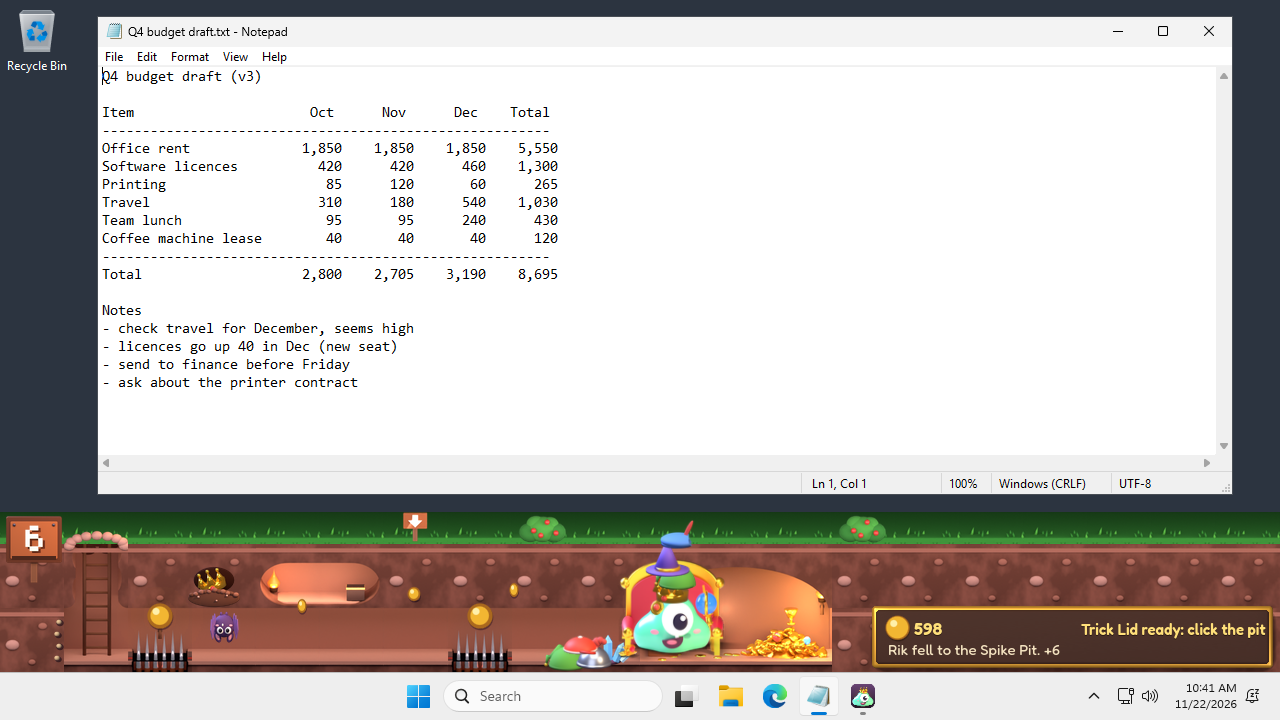 Recycle Bin
Q4 budget draft.txt - Notepad
File Edit Format View Help
Q4 budget draft (v3)
Item Oct Nov Dec Total
--------------------------------------------------------
Office rent 1,850 1,850 1,850 5,550
Software licences 420 420 460 1,300
Printing 85 120 60 265
Travel 310 180 540 1,030
Team lunch 95 95 240 430
Coffee machine lease 40 40 40 120
--------------------------------------------------------
Total 2,800 2,705 3,190 8,695
Notes
- check travel for December, seems high
- licences go up 40 in Dec (new seat)
- send to finance before Friday
- ask about the printer contract
Ln 1, Col 1 100% Windows (CRLF) UTF-8
6
598 Trick Lid ready: click the pit
Rik fell to the Spike Pit. +6
Search
10:41 AM
11/22/2026